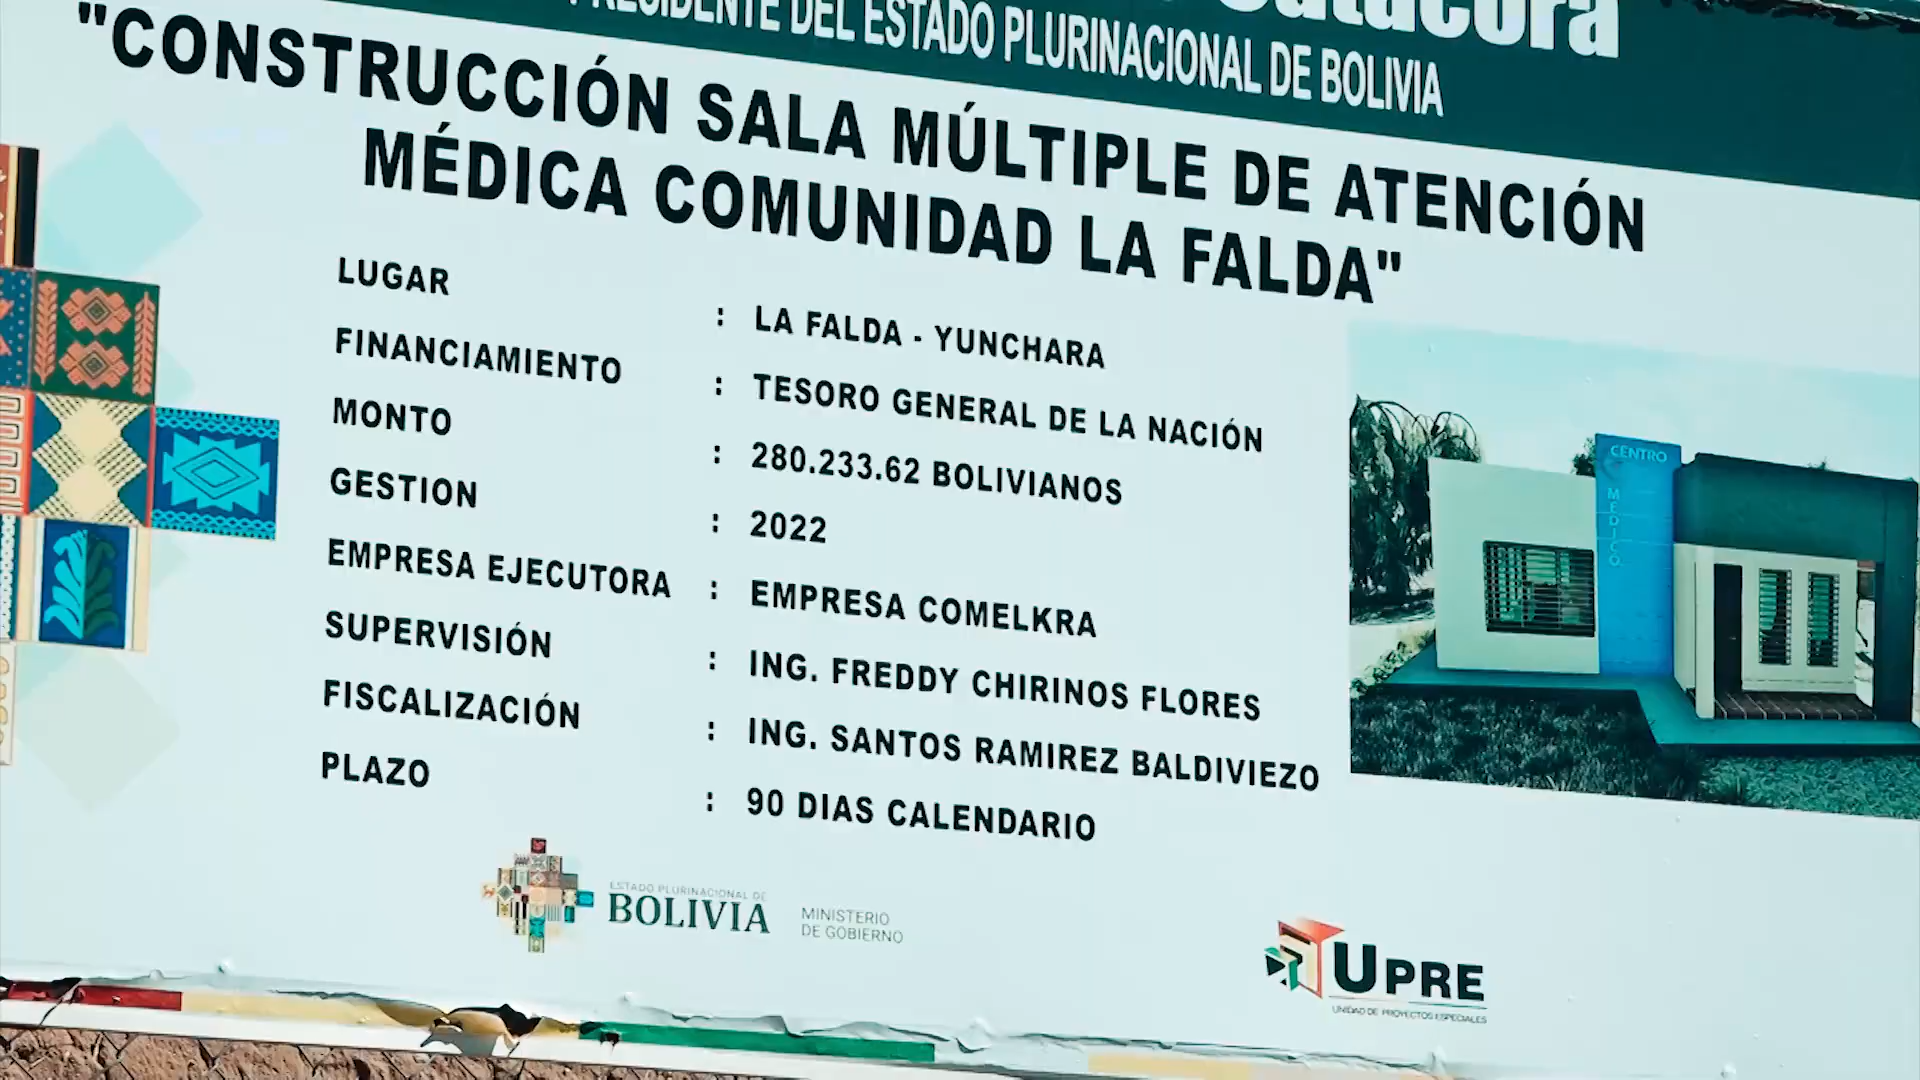 PRESIDENTE DEL ESTADO PLURINACIONAL DE BOLIVIA
"CONSTRUCCIÓN SALA MÚLTIPLE DE ATENCIÓN
MÉDICA COMUNIDAD LA FALDA"
LUGAR : LA FALDA - YUNCHARA
FINANCIAMIENTO : TESORO GENERAL DE LA NACIÓN
MONTO : 280.233.62 BOLIVIANOS
GESTION : 2022
EMPRESA EJECUTORA : EMPRESA COMELKRA
SUPERVISIÓN : ING. FREDDY CHIRINOS FLORES
FISCALIZACIÓN : ING. SANTOS RAMIREZ BALDIVIEZO
PLAZO : 90 DIAS CALENDARIO
CENTRO
MEDICO
ESTADO PLURINACIONAL DE
BOLIVIA
MINISTERIO
DE GOBIERNO
UPRE
UNIDAD DE PROYECTOS ESPECIALES